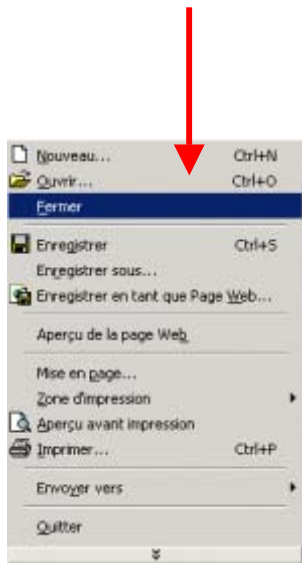 Nouveau... Ctrl+N
Ouvrir... Ctrl+O
Fermer
Enregistrer Ctrl+S
Enregistrer sous...
Enregistrer en tant que Page Web...
Aperçu de la page Web
Mise en page...
Zone d'impression
Aperçu avant impression
Imprimer... Ctrl+P
Envoyer vers
Quitter